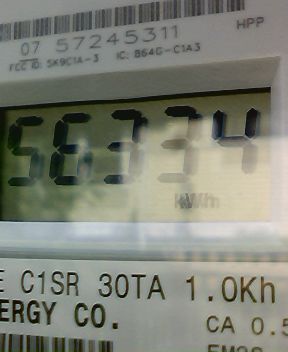 07 57245311
HPP
FCC ID: SK9C1A-3 IC: 864G-C1A3
56334
kWh
E C1SR 30TA 1.0Kh
ERGY CO.
CA 0.5